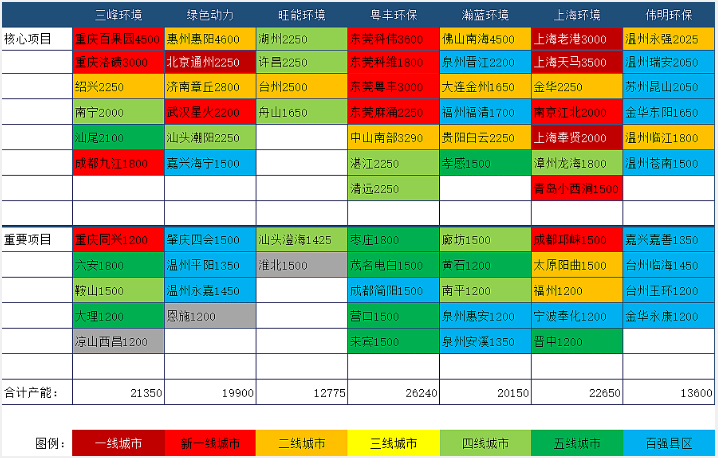 三峰环境 绿色动力 旺能环境 粤丰环保 瀚蓝环境 上海环境 伟明环保
核心项目 重庆百果园4500 惠州惠阳4600 湖州2250 东莞科伟3600 佛山南海4500 上海老港3000 温州永强2025
重庆洛碛3000 北京通州2250 许昌2250 东莞科维1800 泉州晋江2200 上海天马3500 温州瑞安2050
绍兴2250 济南章丘2800 台州2500 东莞粤丰3000 大连金州1650 金华2250 苏州昆山2050
南宁2000 武汉星火2200 舟山1650 东莞麻涌2250 福州福清1700 南京江北2000 金华东阳1650
汕尾2100 汕头潮阳2250 中山南部3290 贵阳白云2250 上海奉贤2000 温州临江1800
成都九江1800 嘉兴海宁1500 湛江2250 孝感1500 漳州龙海1800 温州苍南1500
清远2250 青岛小西涧1500
重要项目 重庆同兴1200 肇庆四会1500 汕头澄海1425 枣庄1800 廊坊1500 成都邛崃1500 嘉兴嘉善1350
六安1800 温州平阳1350 淮北1500 茂名电白1500 黄石1200 太原阳曲1500 台州临海1450
鞍山1500 温州永嘉1450 成都简阳1500 南平1200 福州1200 台州玉环1200
大理1200 恩施1200 营口1500 泉州惠安1200 宁波奉化1200 金华永康1200
凉山西昌1200 来宾1500 泉州安溪1350 晋中1200
合计产能： 21350 19900 12775 26240 20150 22650 13600
图例： 一线城市 新一线城市 二线城市 三线城市 四线城市 五线城市 百强县区